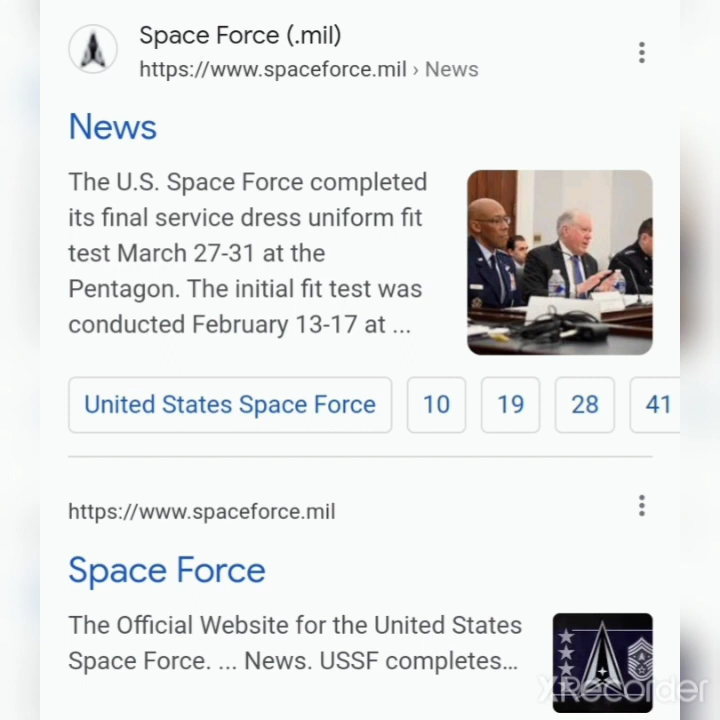 Space Force (.mil)
https://www.spaceforce.mil › News
News
The U.S. Space Force completed
its final service dress uniform fit
test March 27-31 at the
Pentagon. The initial fit test was
conducted February 13-17 at ...
United States Space Force
10
19
28
41
https://www.spaceforce.mil
Space Force
The Official Website for the United States
Space Force. ... News. USSF completes...
XRecorder